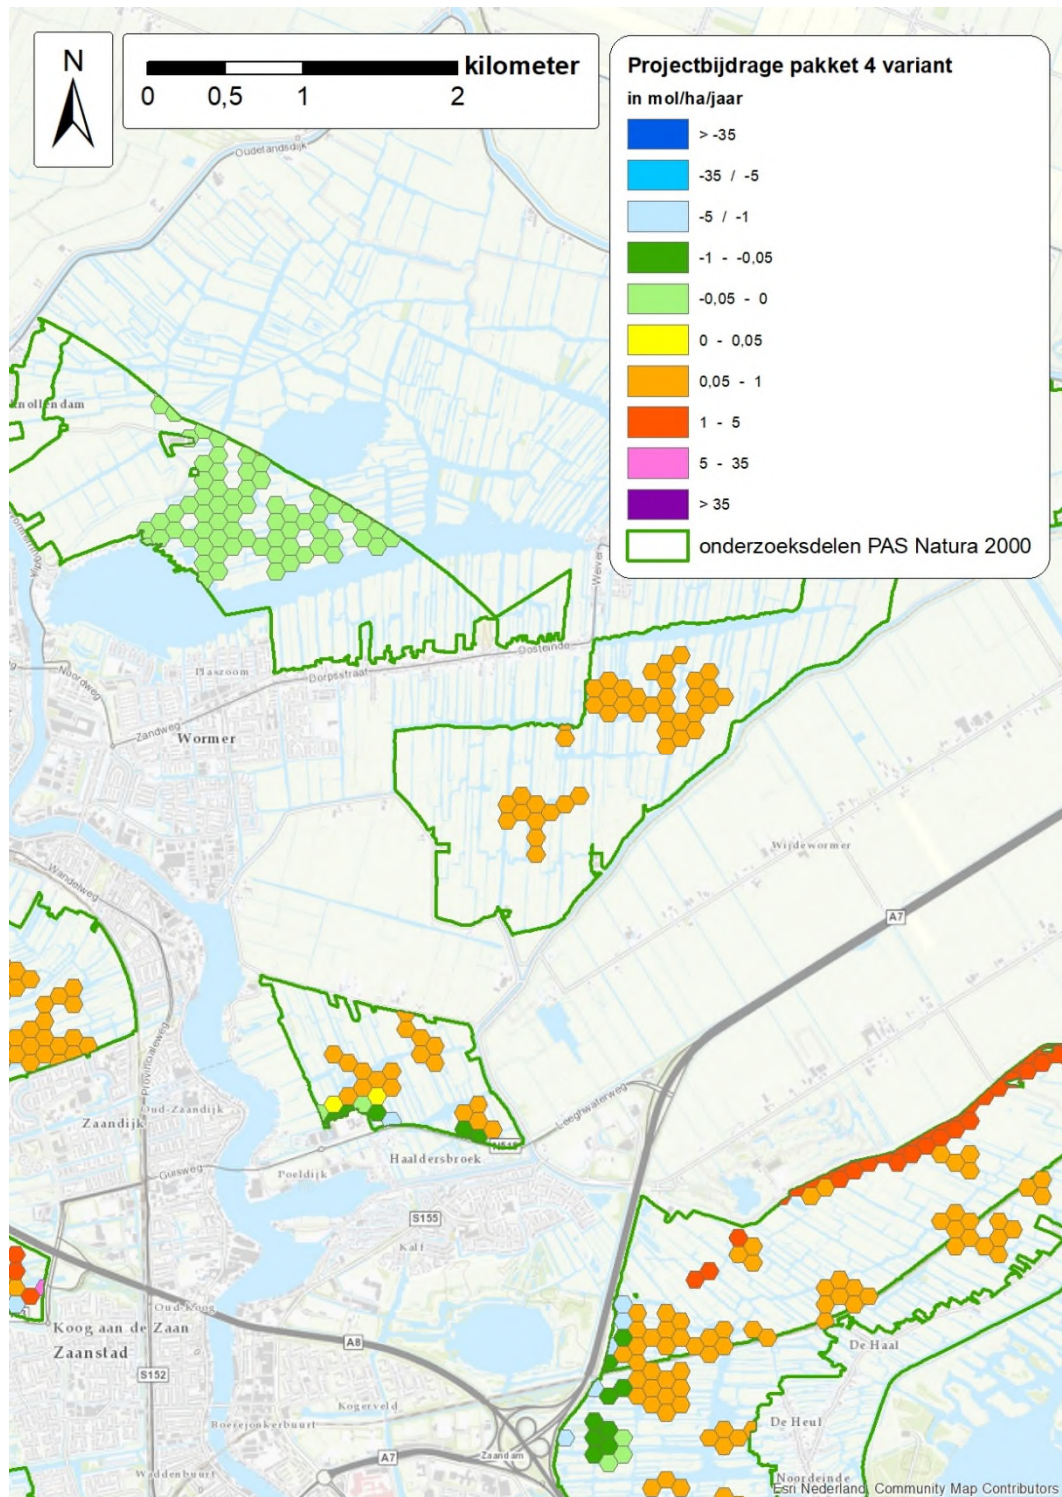 N
kilometer
0 0,5 1 2
Projectbijdrage pakket 4 variant
in mol/ha/jaar
> -35
-35 / -5
-5 / -1
-1 - -0,05
-0,05 - 0
0 - 0,05
0,05 - 1
1 - 5
5 - 35
> 35
onderzoeksdelen PAS Natura 2000
Oudelandsdijk
Knollendam
Weiver
Oosteinde
Dorpsstraat
Plaszoom
Noordweg
Zandweg
Wormer
Wijdewormer
Wandelweg
A7
Provincialeweg
Oud-Zaandijk
Zaandijk
Leeghwaterweg
N515
Haaldersbroek
Guisweg
Poeldijk
S155
Kalf
Oud-Koog
Koog aan de Zaan
A8
Zaanstad
De Haal
S152
Kogerveld
Boerejonkerbuurt
De Heul
Zaandam
A7
Waddenbuurt
Noordeinde
Esri Nederland, Community Map Contributors